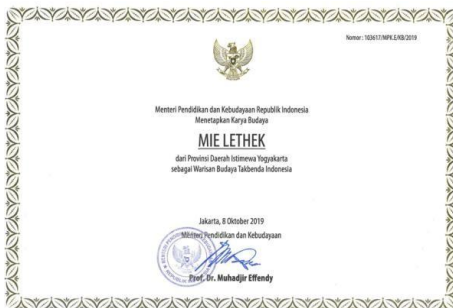 Nomor : 103617/MPK.E/KB/2019
Menteri Pendidikan dan Kebudayaan Republik Indonesia
Menetapkan Karya Budaya
MIE LETHEK
dari Provinsi Daerah Istimewa Yogyakarta
sebagai Warisan Budaya Takbenda Indonesia
Jakarta, 8 Oktober 2019
Menteri Pendidikan dan Kebudayaan
Prof. Dr. Muhadjir Effendy